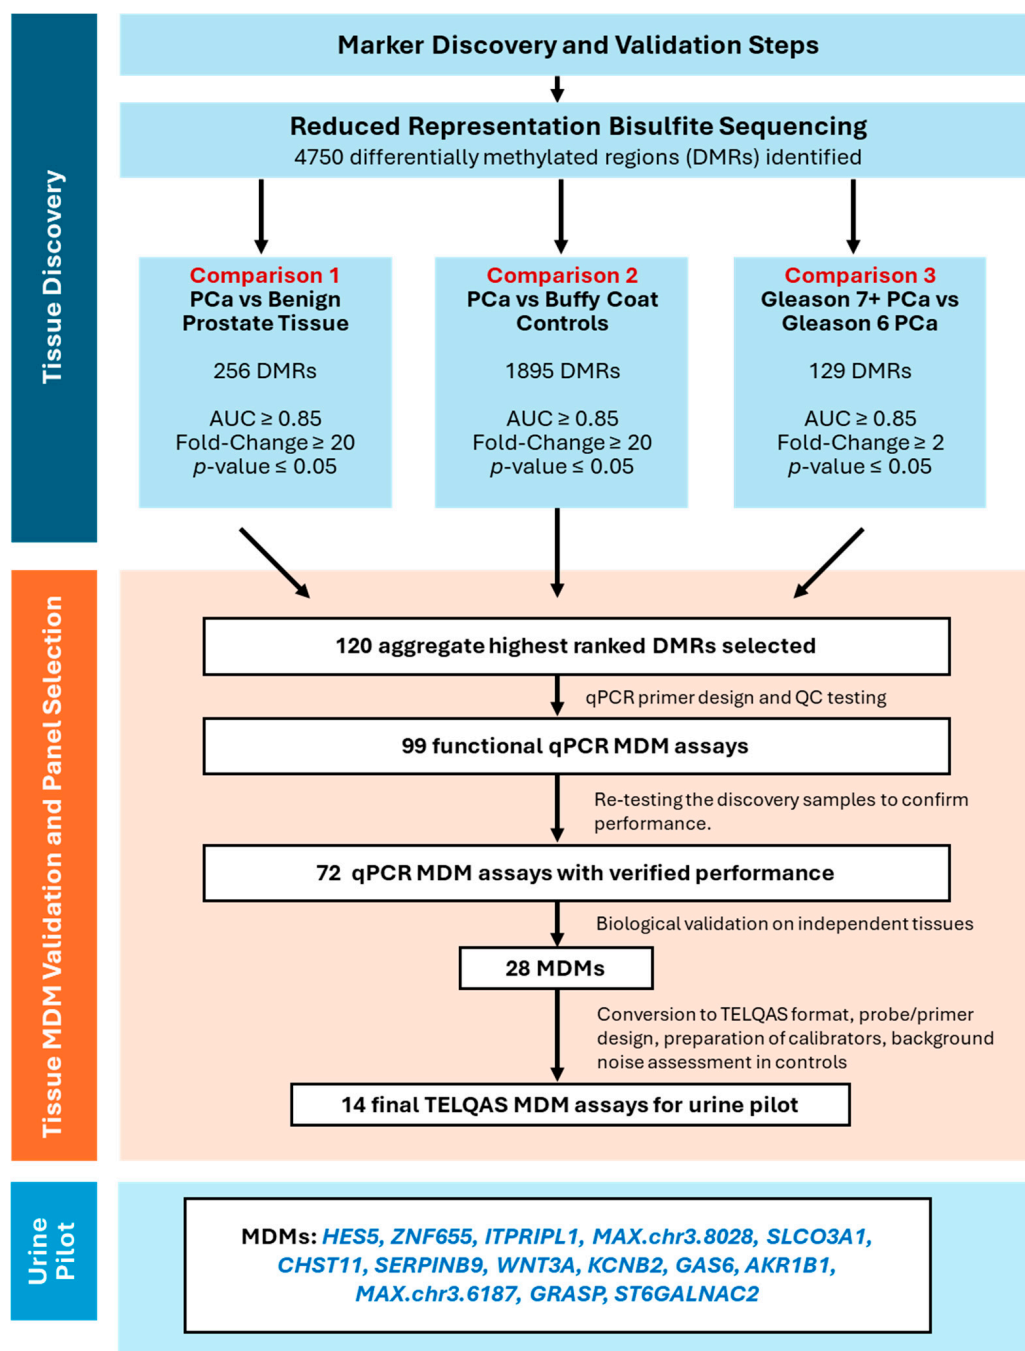 Marker Discovery and Validation Steps
Reduced Representation Bisulfite Sequencing
4750 differentially methylated regions (DMRs) identified
Tissue Discovery
Comparison 1
PCa vs Benign
Prostate Tissue
256 DMRs
AUC ≥ 0.85
Fold-Change ≥ 20
p-value ≤ 0.05
Comparison 2
PCa vs Buffy Coat
Controls
1895 DMRs
AUC ≥ 0.85
Fold-Change ≥ 20
p-value ≤ 0.05
Comparison 3
Gleason 7+ PCa vs
Gleason 6 PCa
129 DMRs
AUC ≥ 0.85
Fold-Change ≥ 2
p-value ≤ 0.05
Tissue MDM Validation and Panel Selection
120 aggregate highest ranked DMRs selected
qPCR primer design and QC testing
99 functional qPCR MDM assays
Re-testing the discovery samples to confirm
performance.
72 qPCR MDM assays with verified performance
Biological validation on independent tissues
28 MDMs
Conversion to TELQAS format, probe/primer
design, preparation of calibrators, background
noise assessment in controls
14 final TELQAS MDM assays for urine pilot
Urine
Pilot
MDMs: HES5, ZNF655, ITPRIPL1, MAX.chr3.8028, SLCO3A1,
CHST11, SERPINB9, WNT3A, KCNB2, GAS6, AKR1B1,
MAX.chr3.6187, GRASP, ST6GALNAC2